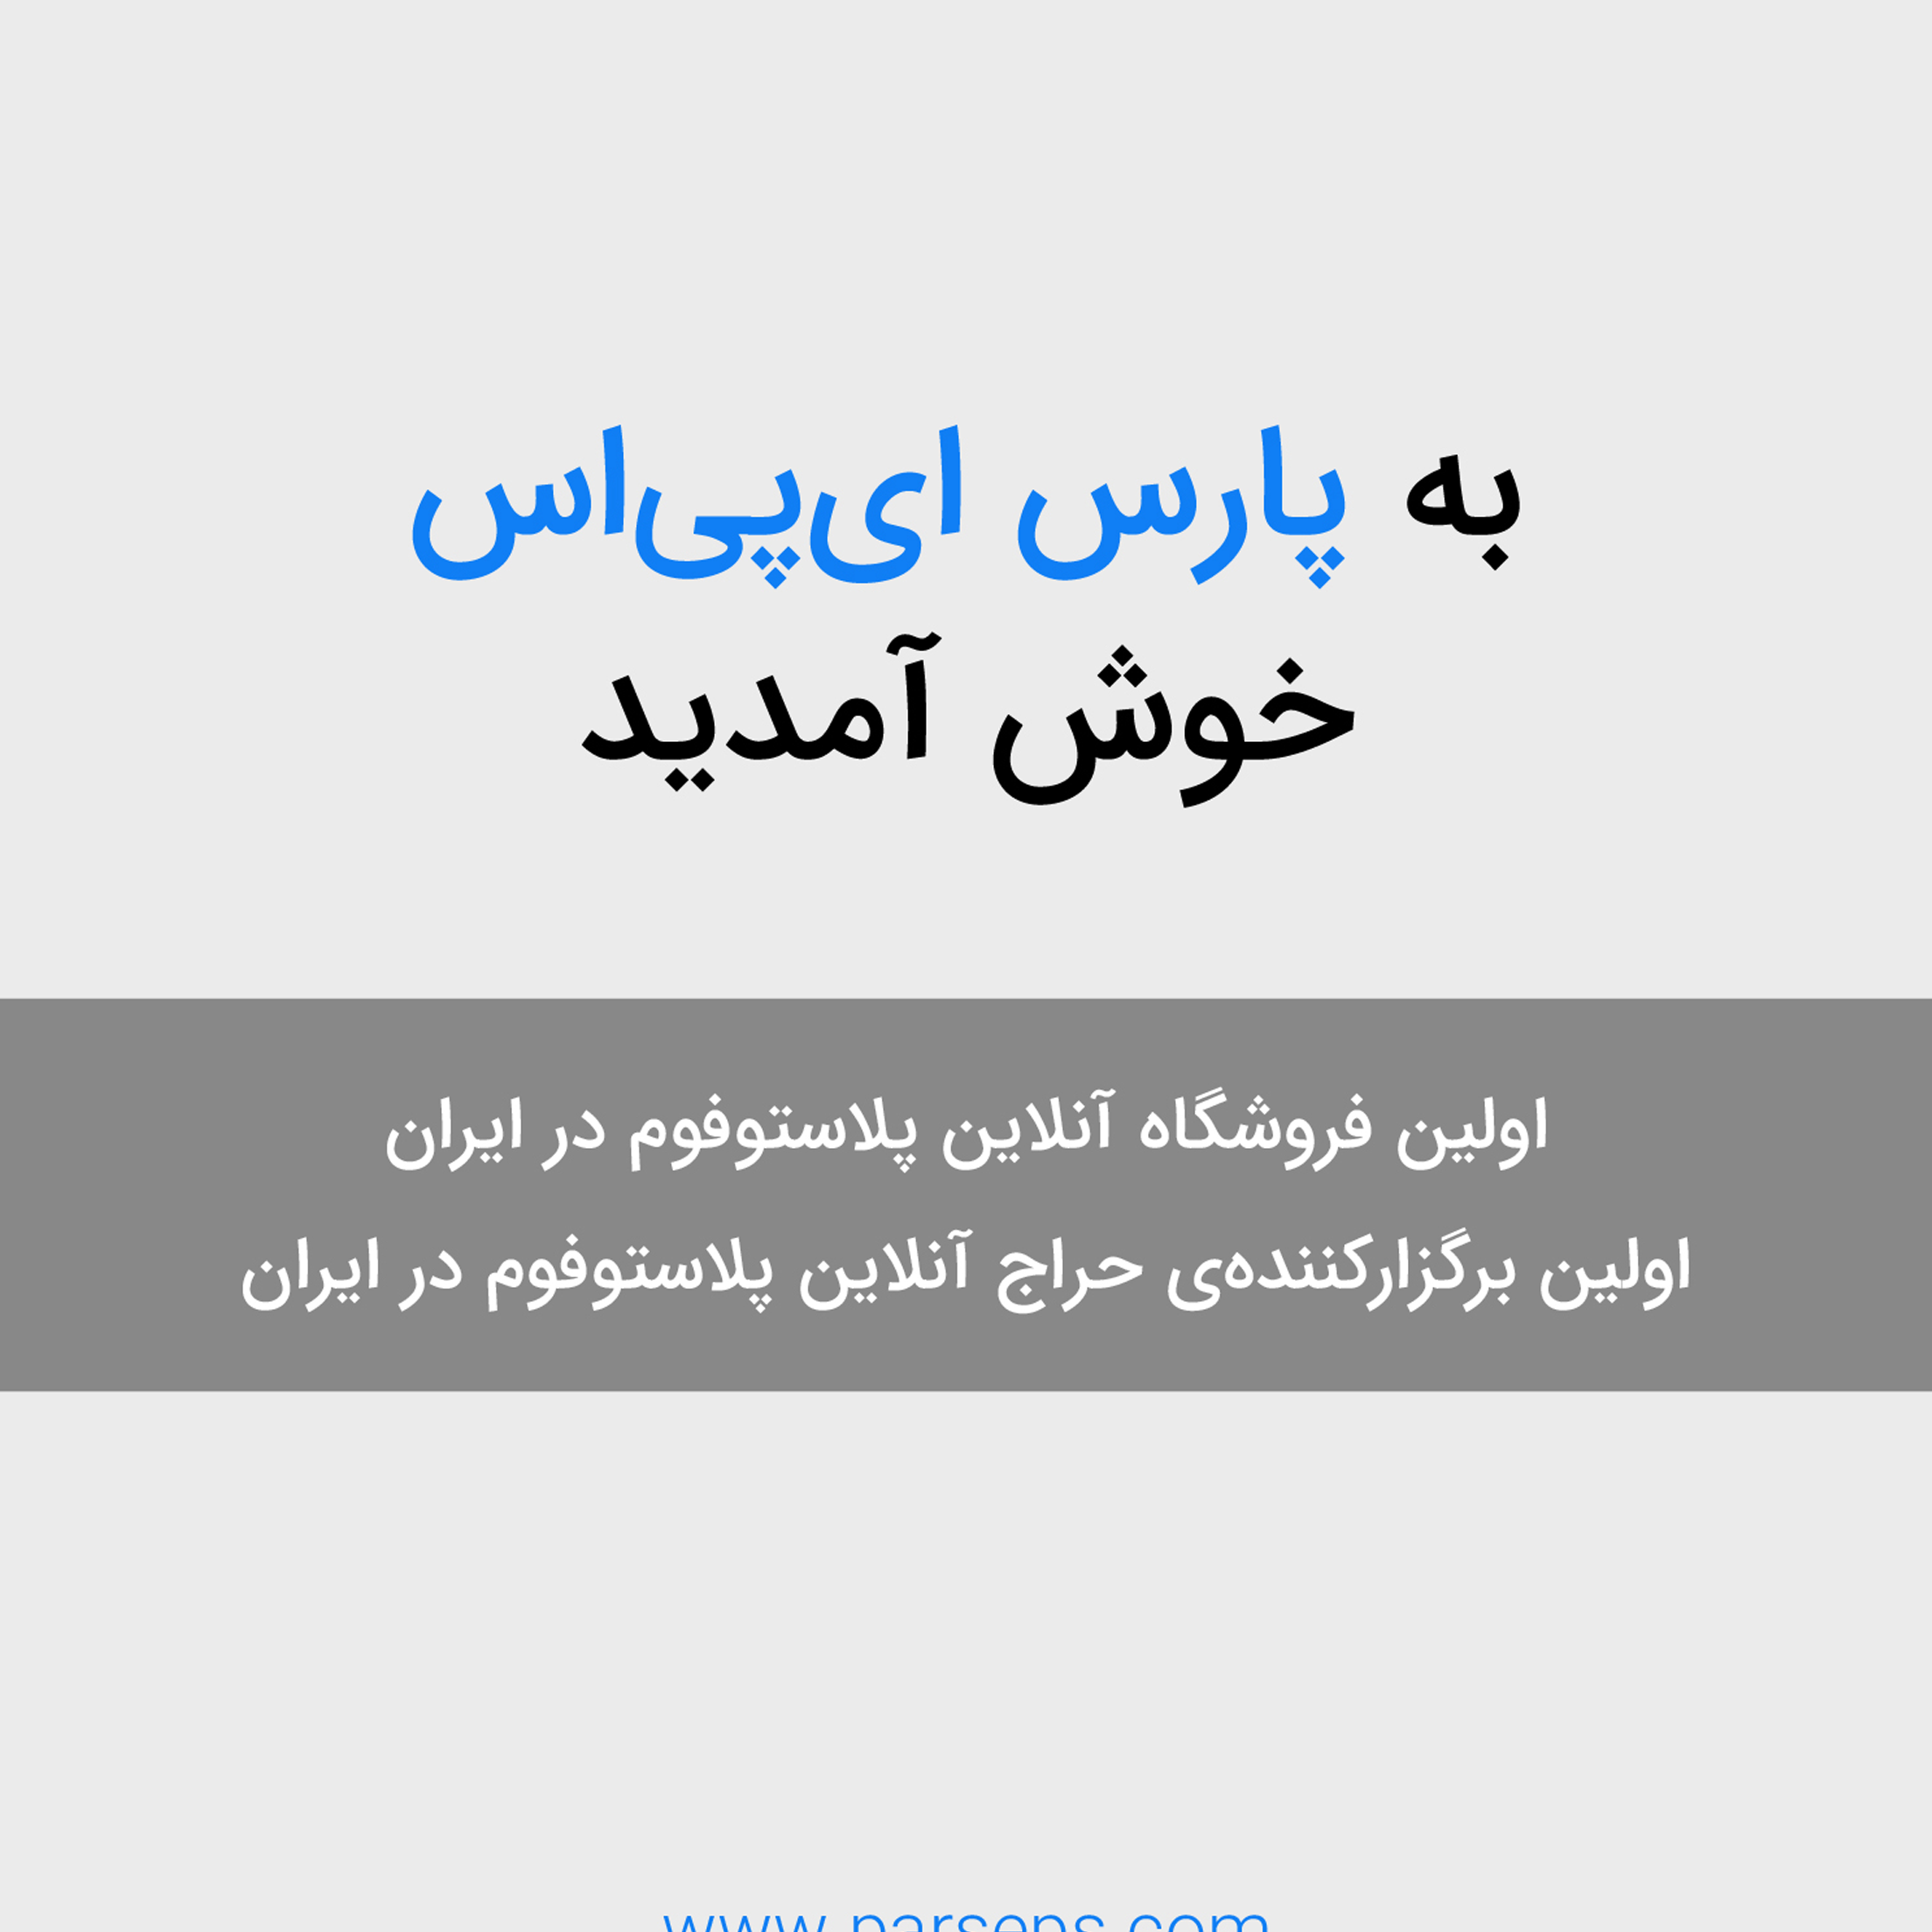 به پارس ای‌پی‌اس
خوش آمدید
اولین فروشگاه آنلاین پلاستوفوم در ایران
اولین برگزارکننده‌ی حراج آنلاین پلاستوفوم در ایران
www.parseps.com